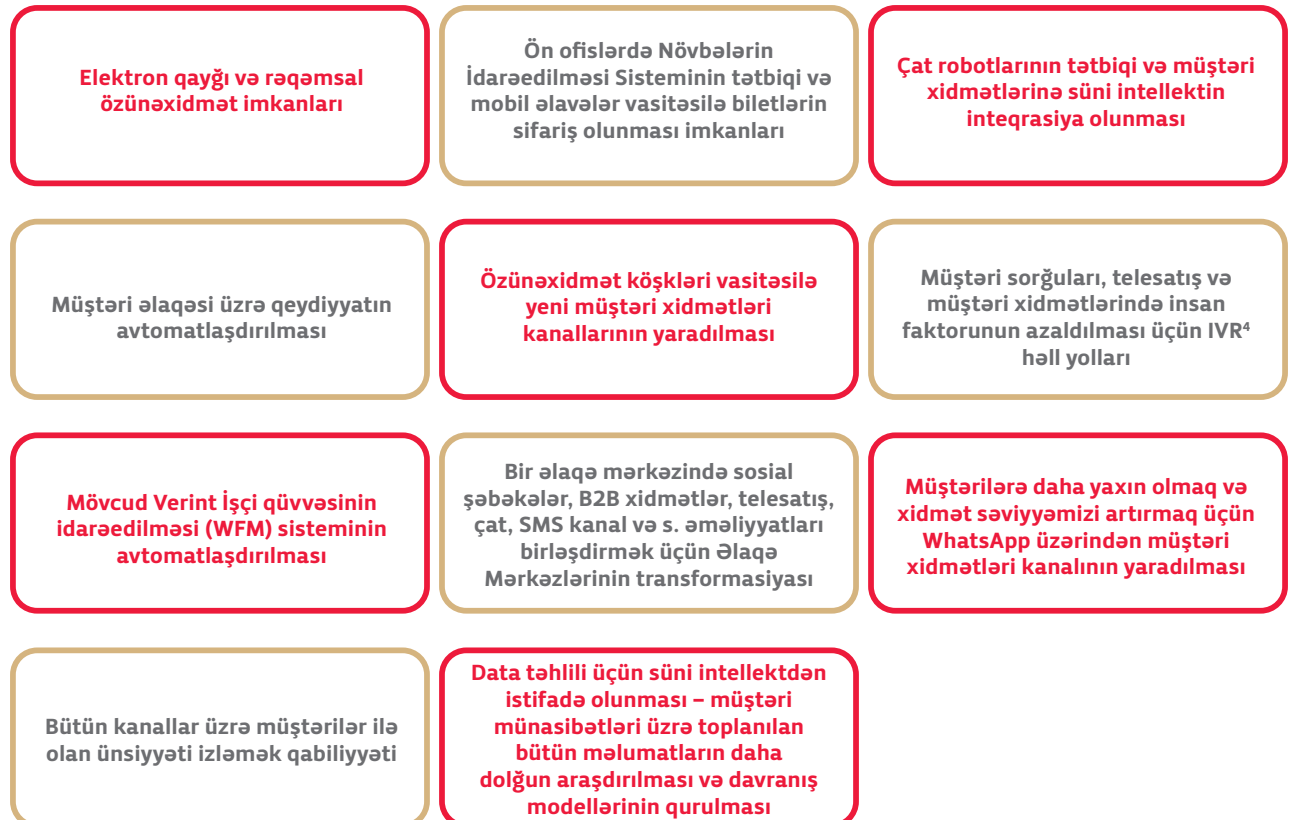 Elektron qayğı və rəqəmsal
özünəxidmət imkanları
Ön ofislərdə Növbələrin
İdarəedilməsi Sisteminin tətbiqi və
mobil əlavələr vasitəsilə biletlərin
sifariş olunması imkanları
Çat robotlarının tətbiqi və müştəri
xidmətlərinə süni intellektin
inteqrasiya olunması
Müştəri əlaqəsi üzrə qeydiyyatın
avtomatlaşdırılması
Özünəxidmət köşkləri vasitəsilə
yeni müştəri xidmətləri
kanallarının yaradılması
Müştəri sorğuları, telesatış və
müştəri xidmətlərində insan
faktorunun azaldılması üçün IVR⁴
həll yolları
Mövcud Verint İşçi qüvvəsinin
idarəedilməsi (WFM) sisteminin
avtomatlaşdırılması
Bir əlaqə mərkəzində sosial
şəbəkələr, B2B xidmətlər, telesatış,
çat, SMS kanal və s. əməliyyatları
birləşdirmək üçün Əlaqə
Mərkəzlərinin transformasiyası
Müştərilərə daha yaxın olmaq və
xidmət səviyyəmizi artırmaq üçün
WhatsApp üzərindən müştəri
xidmətləri kanalının yaradılması
Bütün kanallar üzrə müştərilər ilə
olan ünsiyyəti izləmək qabiliyyəti
Data təhlili üçün süni intellektdən
istifadə olunması – müştəri
münasibətləri üzrə toplanılan
bütün məlumatların daha
dolğun araşdırılması və davranış
modellərinin qurulması